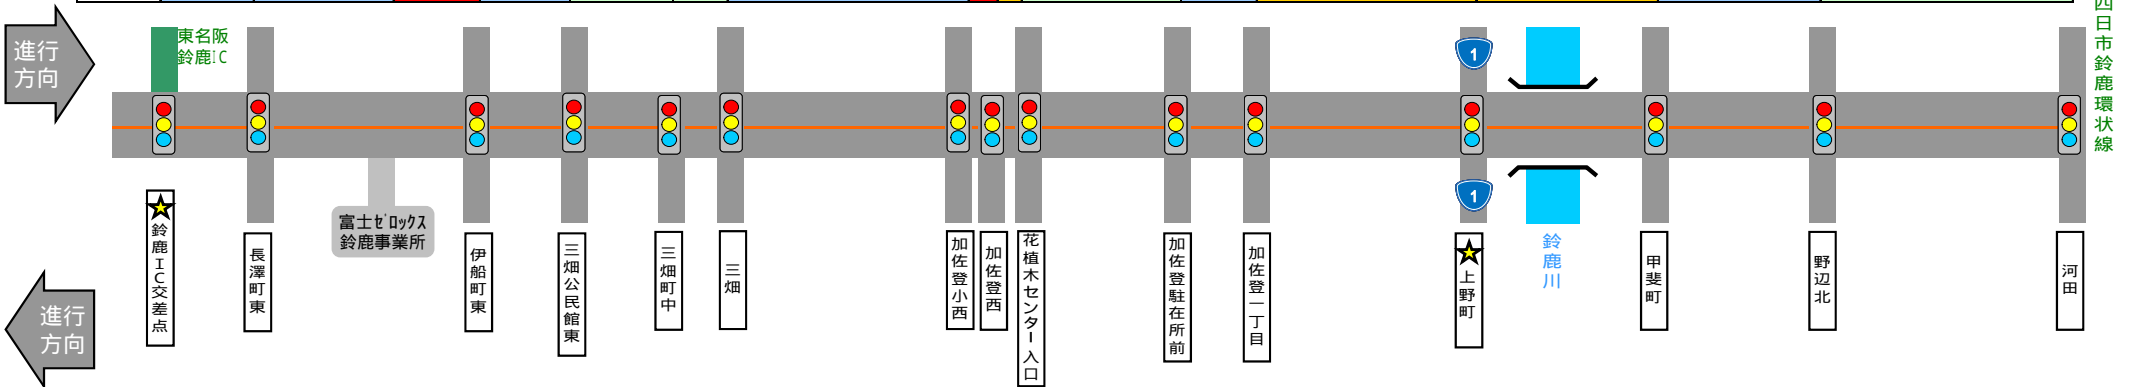 進行
方向
東名阪
鈴鹿IC
1
四日市鈴鹿環状線
1
富士ゼロックス
鈴鹿事業所
鈴鹿IC交差点
長澤町東
伊船町東
三畑公民館東
三畑町中
三畑
加佐登小西
加佐登西
花植木センター入口
加佐登駐在所前
加佐登一丁目
上野町
鈴鹿川
甲斐町
野辺北
河田
進行
方向